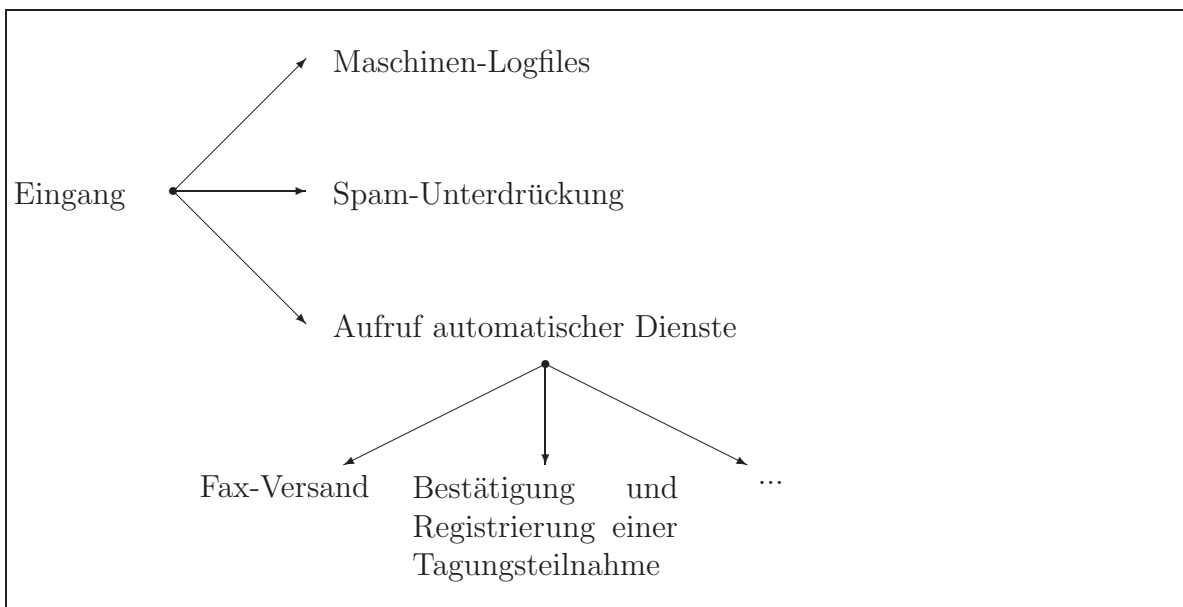 Maschinen-Logfiles
Eingang
Spam-Unterdrückung
Aufruf automatischer Dienste
Fax-Versand
Bestätigung und
Registrierung einer
Tagungsteilnahme
...